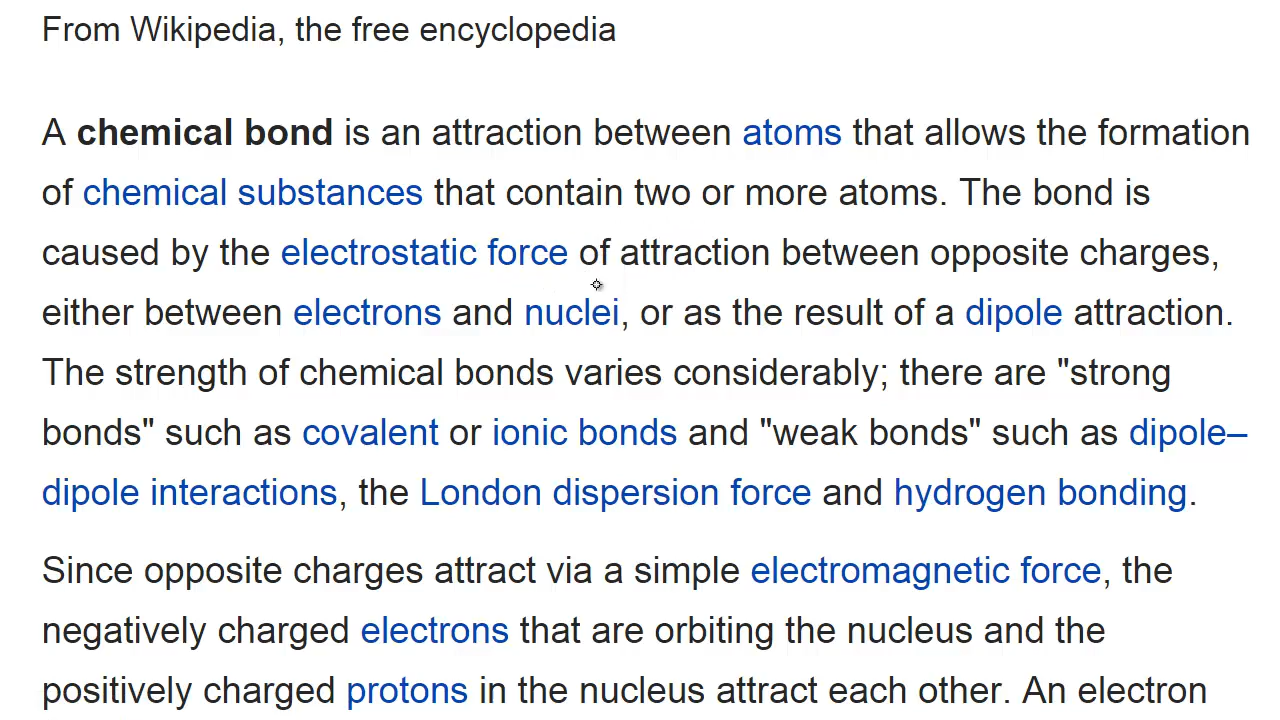 From Wikipedia, the free encyclopedia
A chemical bond is an attraction between atoms that allows the formation
of chemical substances that contain two or more atoms. The bond is
caused by the electrostatic force of attraction between opposite charges,
either between electrons and nuclei, or as the result of a dipole attraction.
The strength of chemical bonds varies considerably; there are "strong
bonds" such as covalent or ionic bonds and "weak bonds" such as dipole–
dipole interactions, the London dispersion force and hydrogen bonding.
Since opposite charges attract via a simple electromagnetic force, the
negatively charged electrons that are orbiting the nucleus and the
positively charged protons in the nucleus attract each other. An electron